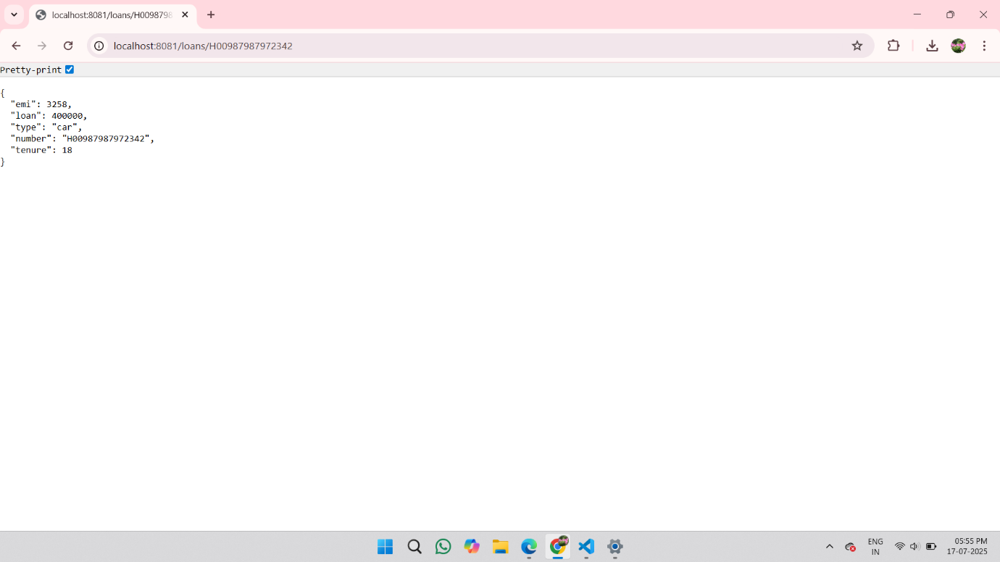 localhost:8081/loans/H0098798
localhost:8081/loans/H00987987972342
Pretty-print
{
  "emi": 3258,
  "loan": 400000,
  "type": "car",
  "number": "H00987987972342",
  "tenure": 18
}
ENG
IN
05:55 PM
17-07-2025